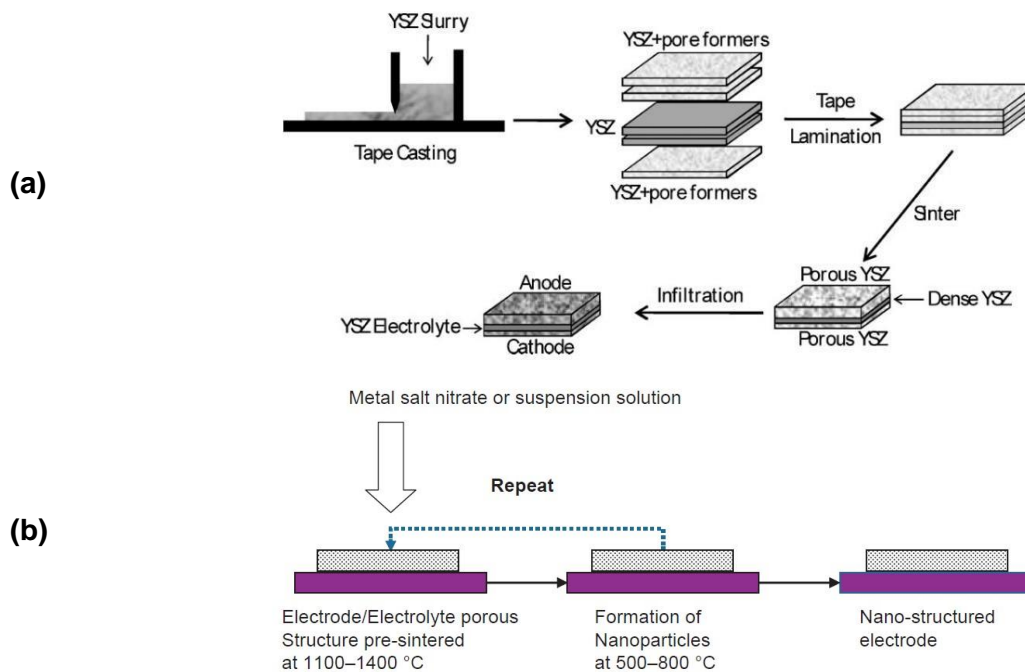 (a)
YSZ Slurry
Tape Casting
YSZ+pore formers
YSZ
YSZ+pore formers
Tape
Lamination
Sinter
Porous YSZ
Dense YSZ
Porous YSZ
Infiltration
Anode
YSZ Electrolyte
Cathode
(b)
Metal salt nitrate or suspension solution
Repeat
Electrode/Electrolyte porous
Structure pre-sintered
at 1100–1400 °C
Formation of
Nanoparticles
at 500–800 °C
Nano-structured
electrode